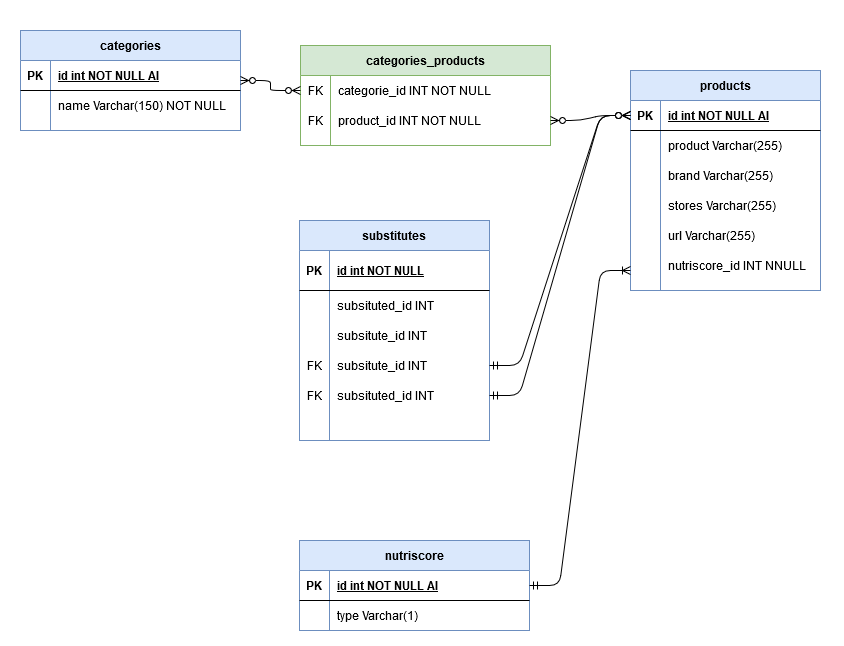 categories
PK id int NOT NULL AI
name Varchar(150) NOT NULL
categories_products
FK categorie_id INT NOT NULL
FK product_id INT NOT NULL
products
PK id int NOT NULL AI
product Varchar(255)
brand Varchar(255)
stores Varchar(255)
url Varchar(255)
nutriscore_id INT NNULL
substitutes
PK id int NOT NULL
subsituted_id INT
subsitute_id INT
FK subsitute_id INT
FK subsituted_id INT
nutriscore
PK id int NOT NULL AI
type Varchar(1)